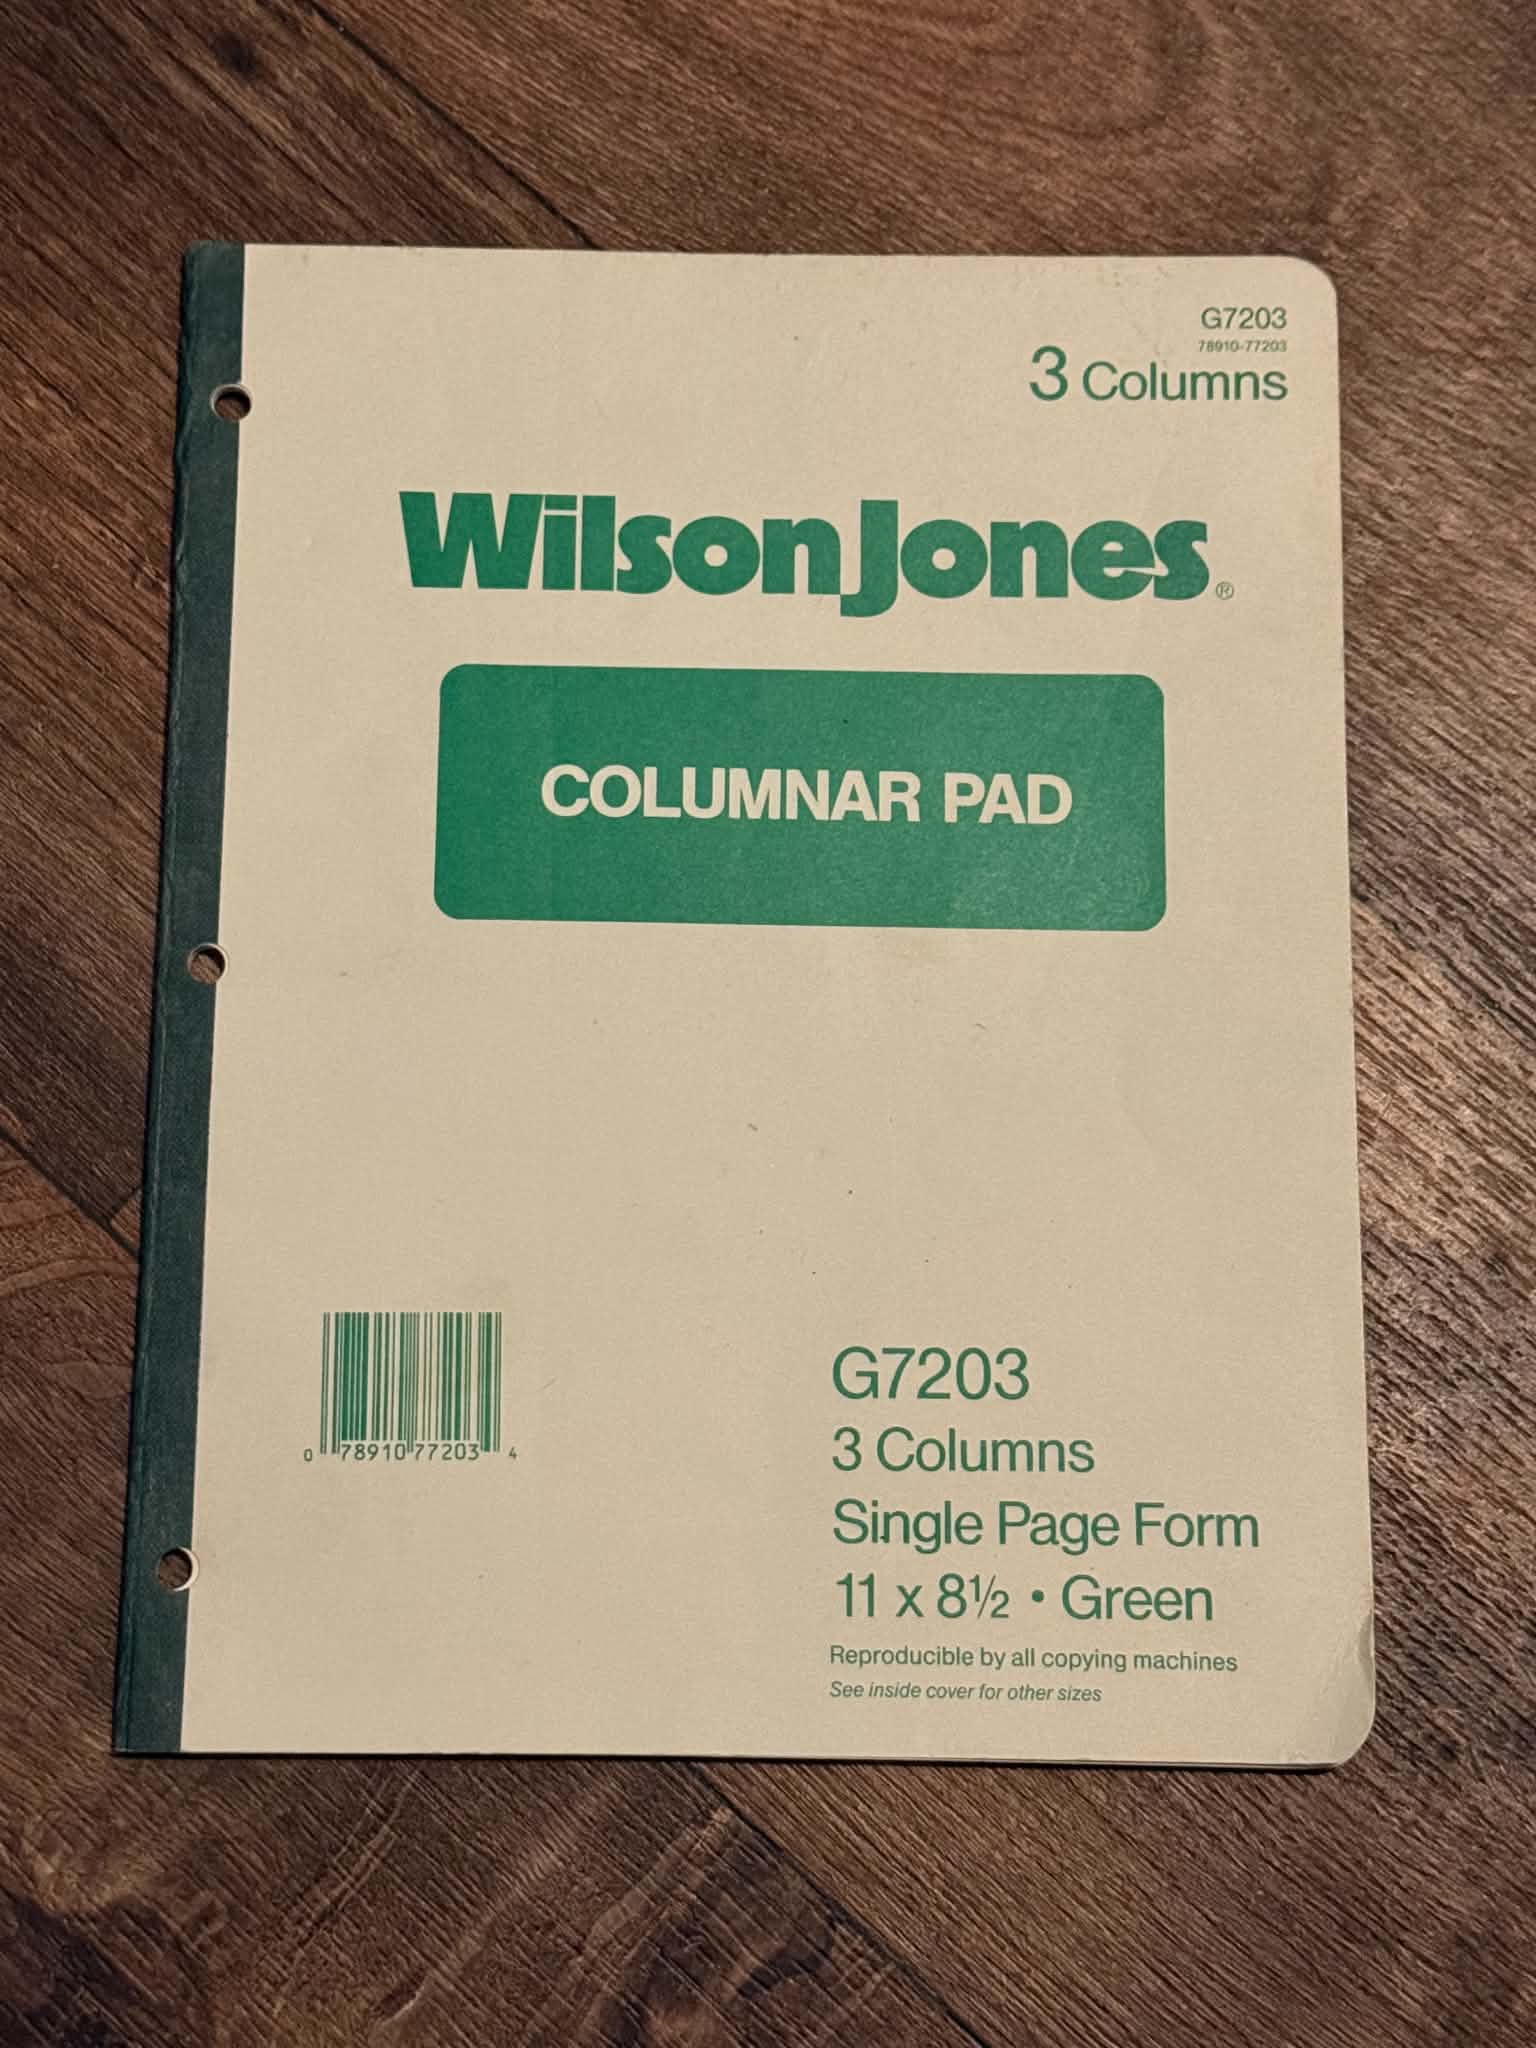 G7203
78910-77203
3 Columns
WilsonJones®
COLUMNAR PAD
0 78910 77203 4
G7203
3 Columns
Single Page Form
11 x 8½ • Green
Reproducible by all copying machines
See inside cover for other sizes